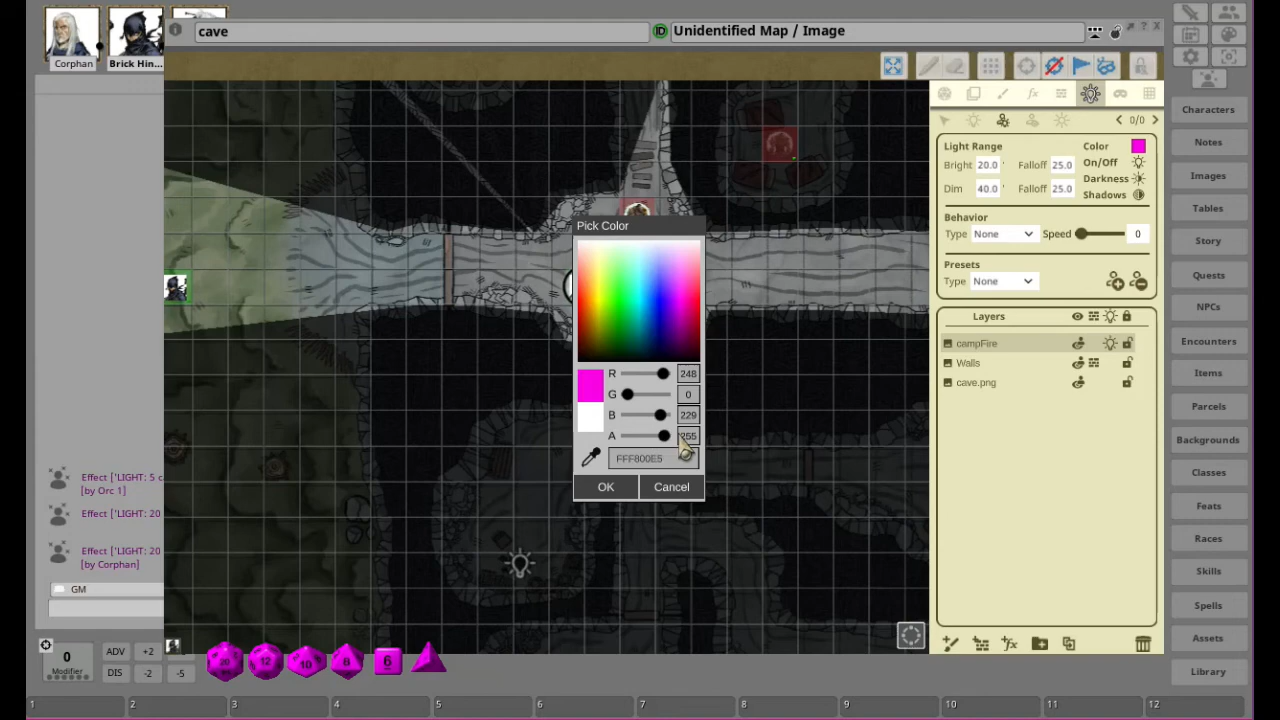 cave
ID Unidentified Map / Image
? X
Corphan
Brick Hin...
0/0
Light Range
Color
Bright 20.0 ' Falloff 25.0
On/Off
Dim 40.0 ' Falloff 25.0
Darkness
Shadows
Behavior
Type None Speed 0
Presets
Type None
Layers
campFire
Walls
cave.png
Pick Color
R 248
G 0
B 229
A 255
FFF800E5
OK Cancel
Characters
Notes
Images
Tables
Story
Quests
NPCs
Encounters
Items
Parcels
Backgrounds
Classes
Feats
Races
Skills
Spells
Assets
Library
Effect ['LIGHT: 5
[by Orc 1]
Effect ['LIGHT: 20
Effect ['LIGHT: 20
[by Corphan]
GM
0
Modifier
ADV +2
DIS -2 -5
20 12 10 8 6
1 2 3 4 5 6 7 8 9 10 11 12